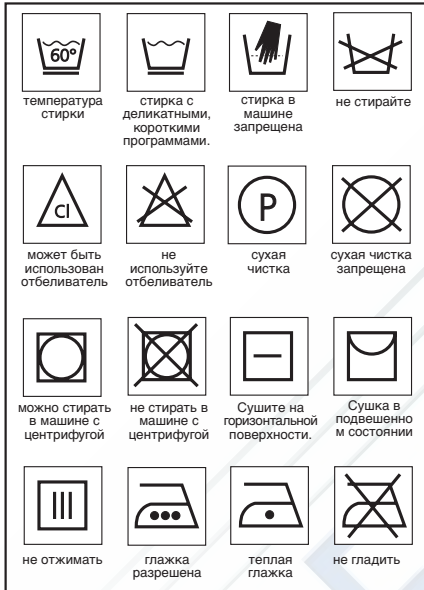 60°
температура
стирки
стирка с
деликатными,
короткими
программами.
стирка в
машине
запрещена
не стирайте
Cl
может быть
использован
отбеливатель
не
используйте
отбеливатель
P
сухая
чистка
сухая чистка
запрещена
можно стирать
в машине с
центрифугой
не стирать в
машине с
центрифугой
Сушите на
горизонтальной
поверхности.
Сушка в
подвешенно
м состоянии
не отжимать
глажка
разрешена
теплая
глажка
не гладить